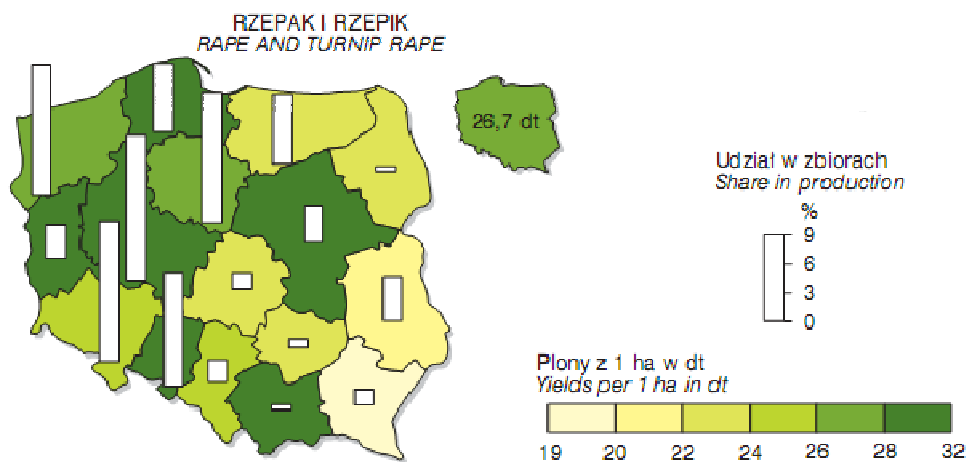 RZEPAK I RZEPIK
RAPE AND TURNIP RAPE
26,7 dt
Udział w zbiorach
Share in production
%
9
6
3
0
Plony z 1 ha w dt
Yields per 1 ha in dt
19 20 22 24 26 28 32